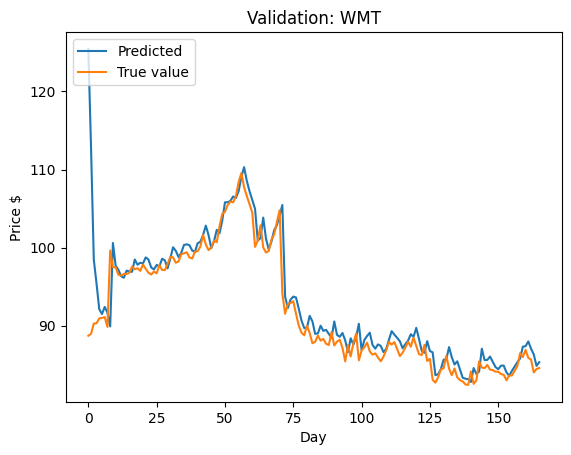 Validation: WMT
Predicted
True value
Price $
120
110
100
90
0 25 50 75 100 125 150
Day